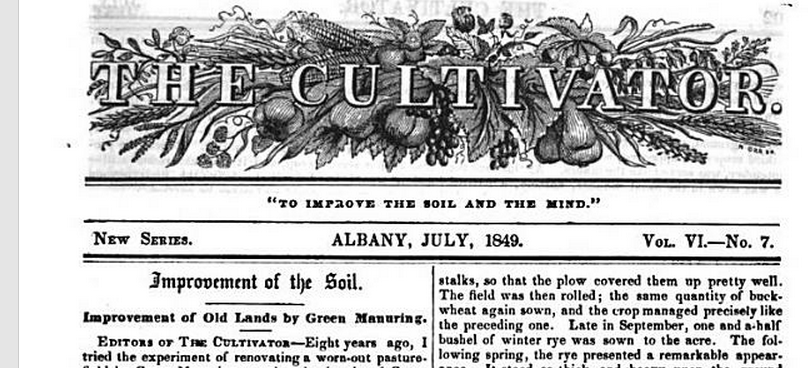 THE CULTIVATOR.
"TO IMPROVE THE SOIL AND THE MIND."
NEW SERIES. ALBANY, JULY, 1849. VOL. VI.—No. 7.
Improvement of the Soil.
Improvement of Old Lands by Green Manuring.
EDITORS OF THE CULTIVATOR—Eight years ago, I
tried the experiment of renovating a worn-out pasture-
stalks, so that the plow covered them up pretty well.
The field was then rolled; the same quantity of buck-
wheat again sown, and the crop managed precisely like
the preceding one. Late in September, one and a-half
bushel of winter rye was sown to the acre. The fol-
lowing spring, the rye presented a remarkable appear-